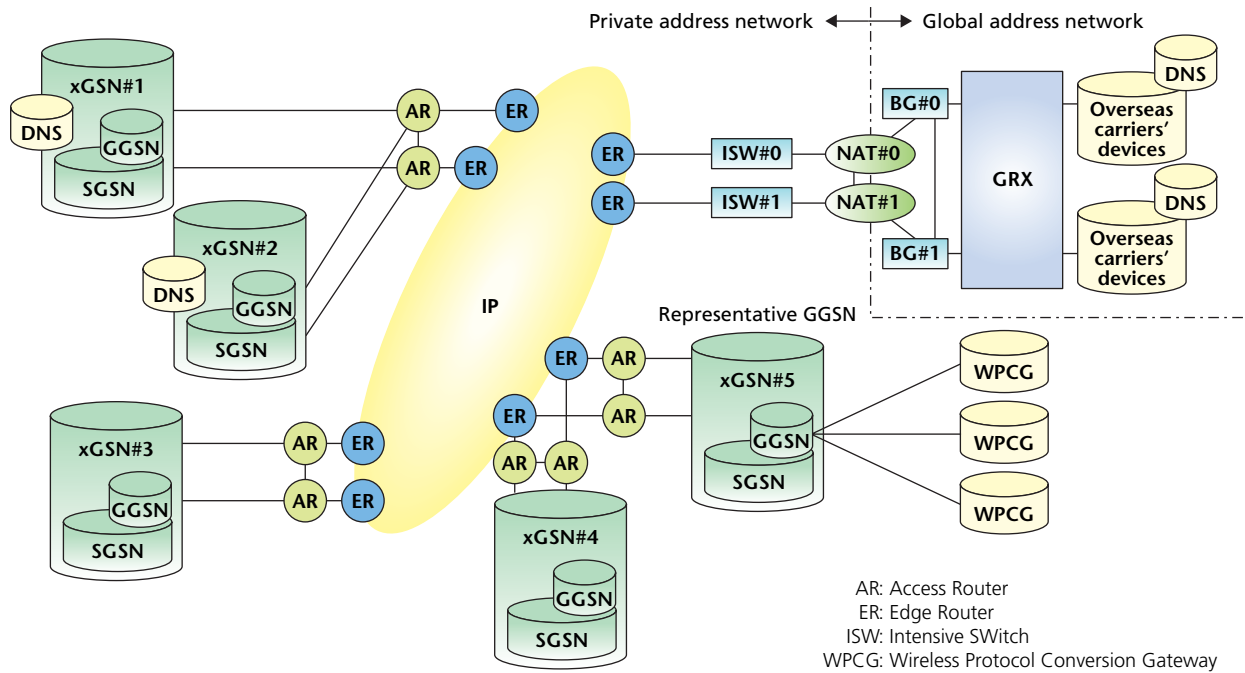 Private address network
Global address network
xGSN#1
DNS
GGSN
SGSN
AR
ER
AR
ER
xGSN#2
DNS
GGSN
SGSN
IP
ER
ISW#0
NAT#0
ER
ISW#1
NAT#1
BG#0
BG#1
GRX
DNS
Overseas
carriers'
devices
DNS
Overseas
carriers'
devices
Representative GGSN
xGSN#3
GGSN
SGSN
AR
ER
AR
ER
ER
AR
ER
AR
AR
AR
xGSN#4
GGSN
SGSN
xGSN#5
GGSN
SGSN
WPCG
WPCG
WPCG
AR: Access Router
ER: Edge Router
ISW: Intensive SWitch
WPCG: Wireless Protocol Conversion Gateway